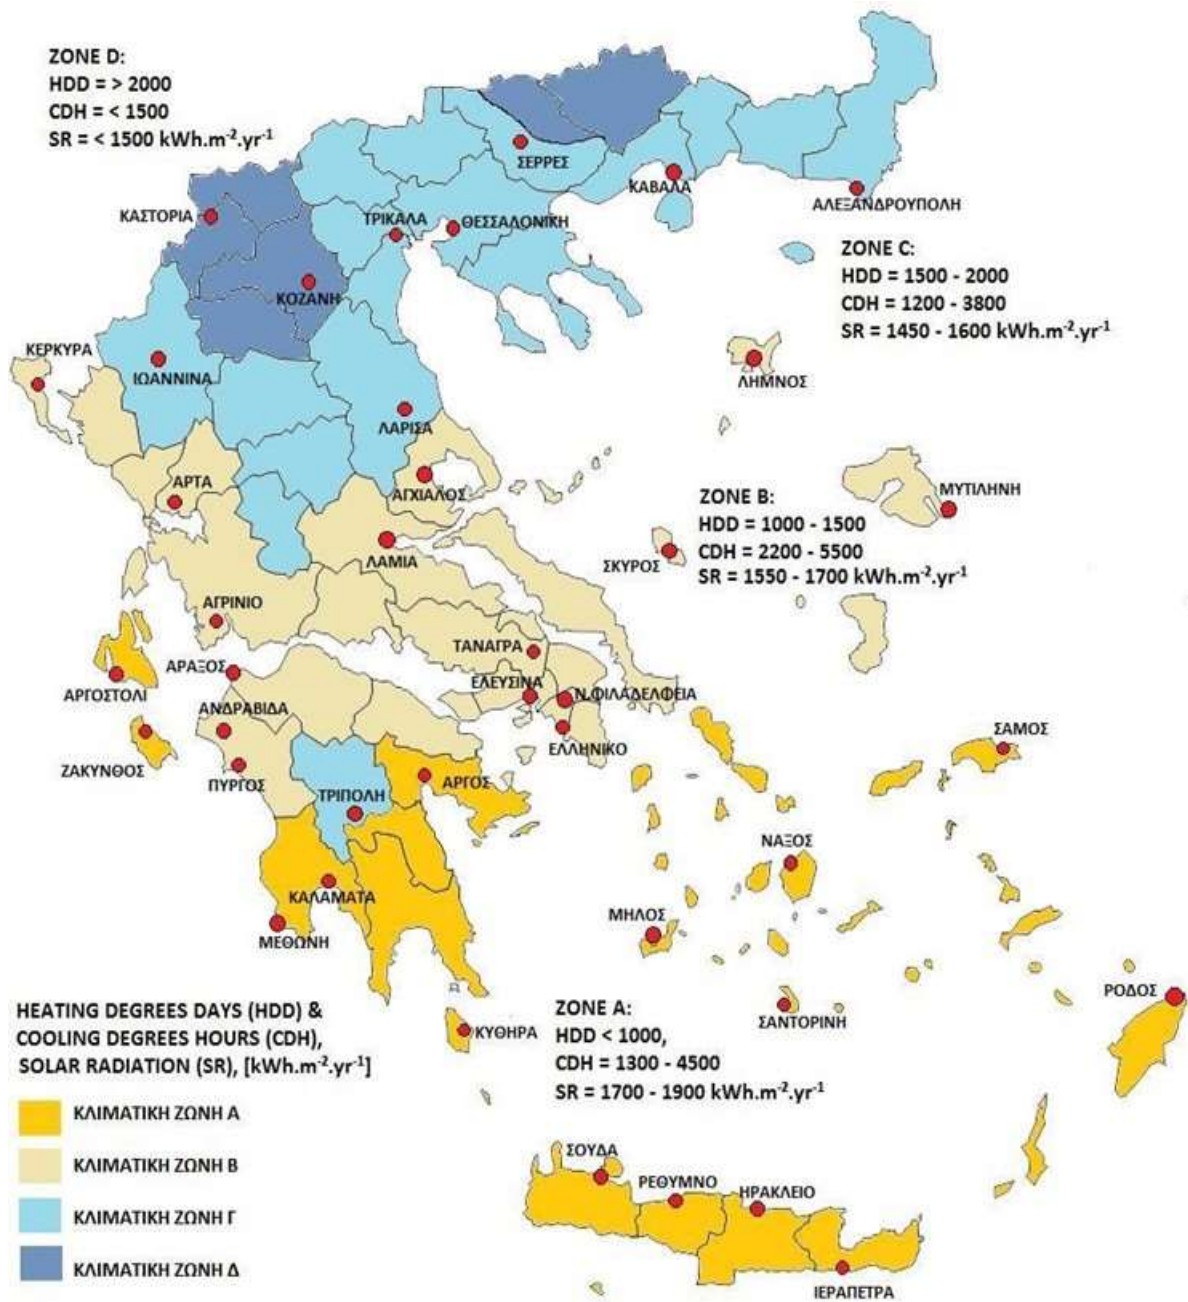 ZONE D:
HDD = > 2000
CDH = < 1500
SR = < 1500 kWh.m⁻².yr⁻¹
ΣΕΡΡΕΣ
ΚΑΒΑΛΑ
ΑΛΕΞΑΝΔΡΟΥΠΟΛΗ
ΚΑΣΤΟΡΙΑ
ΤΡΙΚΑΛΑ
ΘΕΣΣΑΛΟΝΙΚΗ
ΚΟΖΑΝΗ
ZONE C:
HDD = 1500 - 2000
CDH = 1200 - 3800
SR = 1450 - 1600 kWh.m⁻².yr⁻¹
ΚΕΡΚΥΡΑ
ΙΩΑΝΝΙΝΑ
ΛΗΜΝΟΣ
ΛΑΡΙΣΑ
ΑΡΤΑ
ΑΓΧΙΑΛΟΣ
ΜΥΤΙΛΗΝΗ
ZONE B:
HDD = 1000 - 1500
CDH = 2200 - 5500
SR = 1550 - 1700 kWh.m⁻².yr⁻¹
ΛΑΜΙΑ
ΣΚΥΡΟΣ
ΑΓΡΙΝΙΟ
ΤΑΝΑΓΡΑ
ΑΡΑΞΟΣ
ΕΛΕΥΣΙΝΑ
Ν.ΦΙΛΑΔΕΛΦΕΙΑ
ΑΡΓΟΣΤΟΛΙ
ΑΝΔΡΑΒΙΔΑ
ΕΛΛΗΝΙΚΟ
ΣΑΜΟΣ
ΖΑΚΥΝΘΟΣ
ΠΥΡΓΟΣ
ΤΡΙΠΟΛΗ
ΑΡΓΟΣ
ΝΑΞΟΣ
ΚΑΛΑΜΑΤΑ
ΜΗΛΟΣ
ΜΕΘΩΝΗ
ΡΟΔΟΣ
ΣΑΝΤΟΡΙΝΗ
ΚΥΘΗΡΑ
ZONE A:
HDD < 1000,
CDH = 1300 - 4500
SR = 1700 - 1900 kWh.m⁻².yr⁻¹
HEATING DEGREES DAYS (HDD) &
COOLING DEGREES HOURS (CDH),
SOLAR RADIATION (SR), [kWh.m⁻².yr⁻¹]
ΚΛΙΜΑΤΙΚΗ ΖΩΝΗ Α
ΚΛΙΜΑΤΙΚΗ ΖΩΝΗ Β
ΚΛΙΜΑΤΙΚΗ ΖΩΝΗ Γ
ΚΛΙΜΑΤΙΚΗ ΖΩΝΗ Δ
ΣΟΥΔΑ
ΡΕΘΥΜΝΟ
ΗΡΑΚΛΕΙΟ
ΙΕΡΑΠΕΤΡΑ